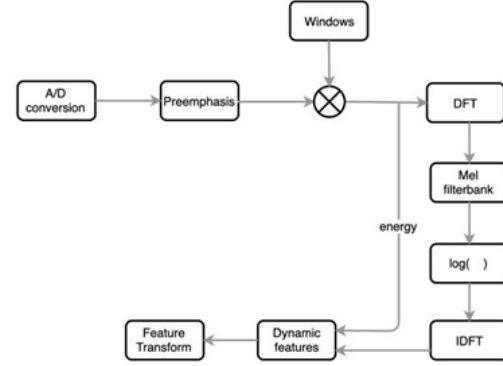 Windows
A/D
conversion
Preemphasis
DFT
Mel
filterbank
energy
log( )
Feature
Transform
Dynamic
features
IDFT